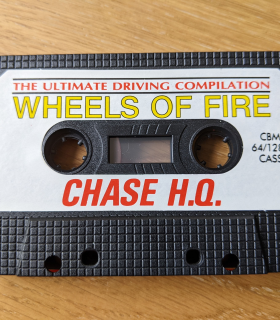 THE ULTIMATE DRIVING COMPILATION
WHEELS OF FIRE
CBM
64/128
CASS
CHASE H.Q.